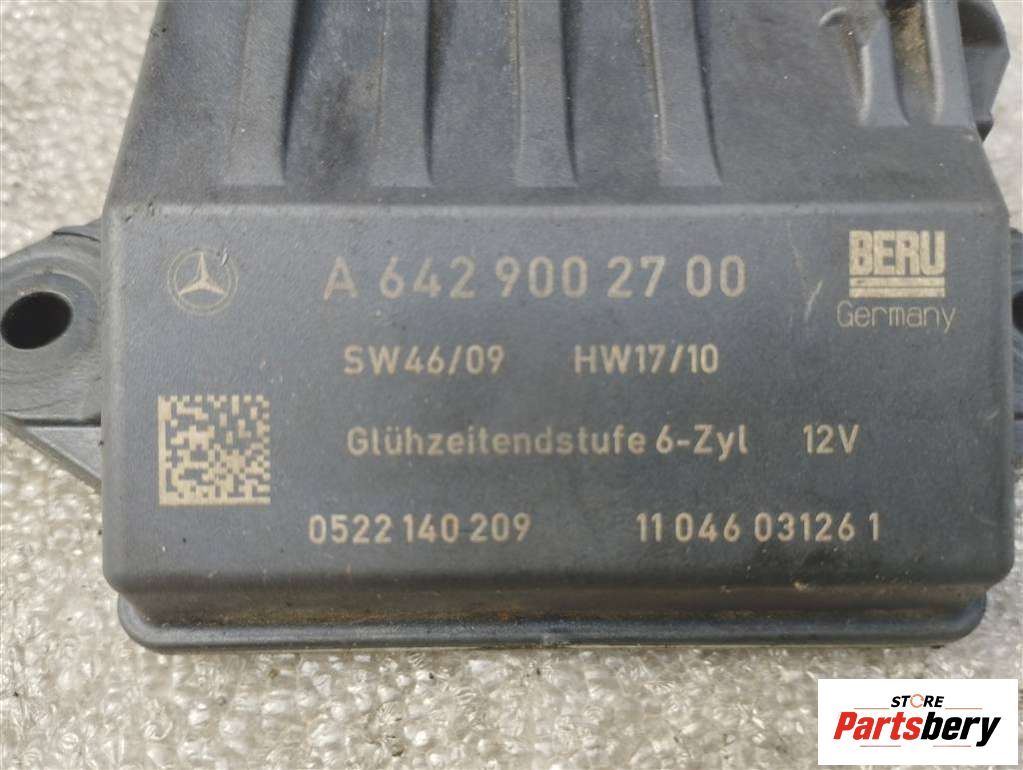 A 642 900 27 00
BERU
Germany
SW46/09 HW17/10
Glühzeitendstufe 6-Zyl 12V
0522 140 209 11 046 03126 1
STORE
Partsbery